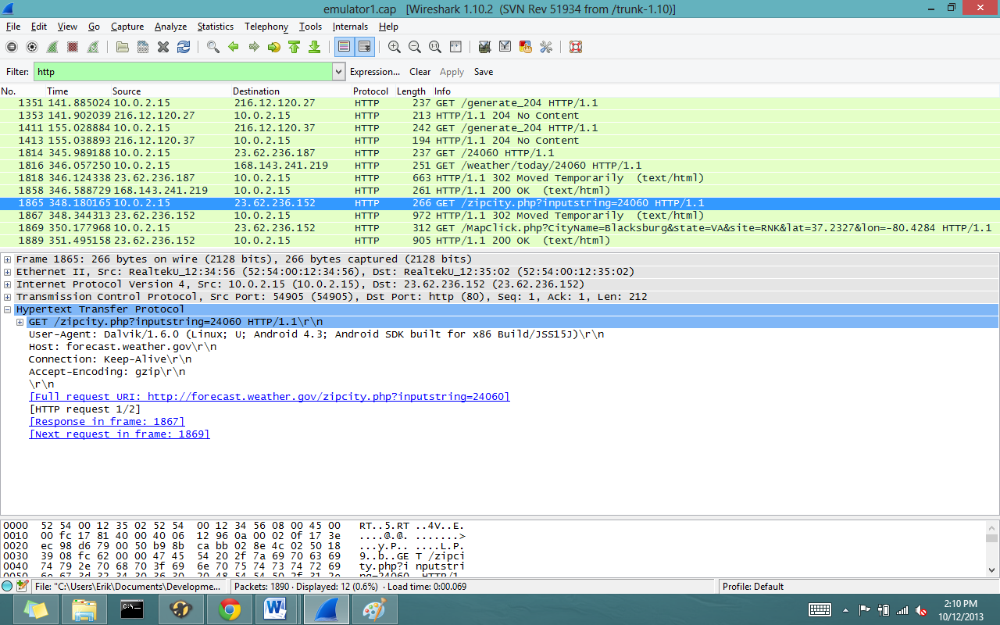 emulator1.cap [Wireshark 1.10.2 (SVN Rev 51934 from /trunk-1.10)]
File Edit View Go Capture Analyze Statistics Telephony Tools Internals Help
Filter: http Expression... Clear Apply Save
No. Time Source Destination Protocol Length Info
1351 141.885024 10.0.2.15 216.12.120.27 HTTP 237 GET /generate_204 HTTP/1.1
1353 141.902039 216.12.120.27 10.0.2.15 HTTP 213 HTTP/1.1 204 No Content
1411 155.028884 10.0.2.15 216.12.120.37 HTTP 242 GET /generate_204 HTTP/1.1
1413 155.038893 216.12.120.37 10.0.2.15 HTTP 194 HTTP/1.1 204 No Content
1814 345.989188 10.0.2.15 23.62.236.187 HTTP 237 GET /24060 HTTP/1.1
1816 346.057250 10.0.2.15 168.143.241.219 HTTP 251 GET /weather/today/24060 HTTP/1.1
1818 346.124338 23.62.236.187 10.0.2.15 HTTP 663 HTTP/1.1 302 Moved Temporarily (text/html)
1858 346.588729 168.143.241.219 10.0.2.15 HTTP 261 HTTP/1.1 200 OK (text/html)
1865 348.180165 10.0.2.15 23.62.236.152 HTTP 266 GET /zipcity.php?inputstring=24060 HTTP/1.1
1867 348.344313 23.62.236.152 10.0.2.15 HTTP 972 HTTP/1.1 302 Moved Temporarily (text/html)
1869 350.177968 10.0.2.15 23.62.236.152 HTTP 312 GET /MapClick.php?CityName=Blacksburg&state=VA&site=RNK&lat=37.2327&lon=-80.4284 HTTP/1.1
1889 351.495158 23.62.236.152 10.0.2.15 HTTP 905 HTTP/1.1 200 OK (text/html)
Frame 1865: 266 bytes on wire (2128 bits), 266 bytes captured (2128 bits)
Ethernet II, Src: RealtekU_12:34:56 (52:54:00:12:34:56), Dst: RealtekU_12:35:02 (52:54:00:12:35:02)
Internet Protocol Version 4, Src: 10.0.2.15 (10.0.2.15), Dst: 23.62.236.152 (23.62.236.152)
Transmission Control Protocol, Src Port: 54905 (54905), Dst Port: http (80), Seq: 1, Ack: 1, Len: 212
Hypertext Transfer Protocol
GET /zipcity.php?inputstring=24060 HTTP/1.1\r\n
User-Agent: Dalvik/1.6.0 (Linux; U; Android 4.3; Android SDK built for x86 Build/JSS15J)\r\n
Host: forecast.weather.gov\r\n
Connection: Keep-Alive\r\n
Accept-Encoding: gzip\r\n
\r\n
[Full request URI: http://forecast.weather.gov/zipcity.php?inputstring=24060]
[HTTP request 1/2]
[Response in frame: 1867]
[Next request in frame: 1869]
0000 52 54 00 12 35 02 52 54 00 12 34 56 08 00 45 00 RT..5.RT ..4V..E.
0010 00 fc 17 81 40 00 40 06 12 96 0a 00 02 0f 17 3e ....@.@. .......>
0020 ec 98 d6 79 00 50 b9 8b ca bb 02 8e 4c 02 50 18 ...y.P.. ....L.P.
0030 39 08 fc 62 00 00 47 45 54 20 2f 7a 69 70 63 69 9..b..GE T /zipci
0040 74 79 2e 70 68 70 3f 69 6e 70 75 74 73 74 72 69 ty.php?i nputstri
0050 6e 67 3d 32 34 30 36 30 20 48 54 54 50 2f 31 2e ng=24060 HTTP/1.
File: "C:\Users\Erik\Documents\Developme... Packets: 1890 · Displayed: 12 (0.6%) · Load time: 0:00.069 Profile: Default
C:\_
2:10 PM
10/12/2013